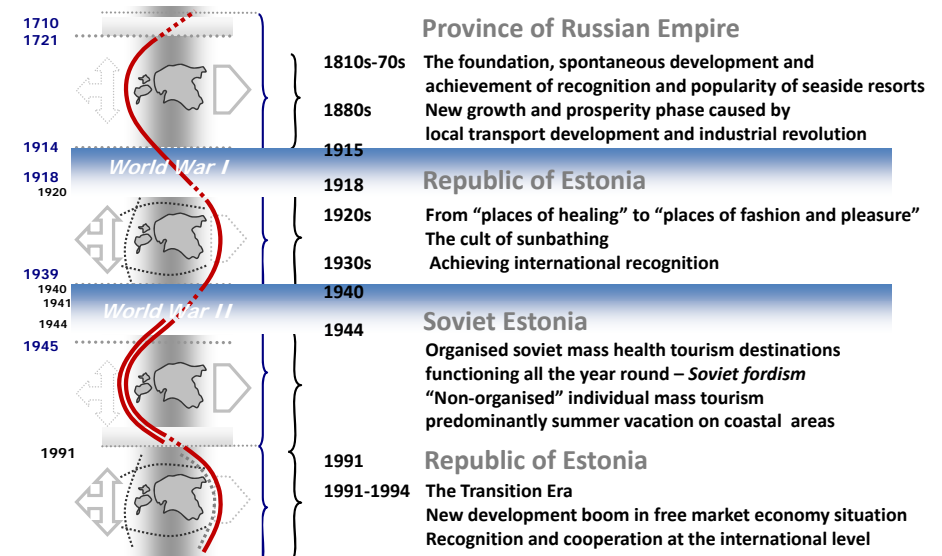 1710
Province of Russian Empire
1721
1810s-70s The foundation, spontaneous development and
achievement of recognition and popularity of seaside resorts
1880s New growth and prosperity phase caused by
local transport development and industrial revolution
1914
1915
World War I
1918
1918 Republic of Estonia
1920
1920s From “places of healing” to “places of fashion and pleasure”
The cult of sunbathing
1930s Achieving international recognition
1939
1940
1940
1941
World War II
1944
1944 Soviet Estonia
1945
Organised soviet mass health tourism destinations
functioning all the year round – Soviet fordism
“Non-organised” individual mass tourism
predominantly summer vacation on coastal areas
1991
1991 Republic of Estonia
1991-1994 The Transition Era
New development boom in free market economy situation
Recognition and cooperation at the international level